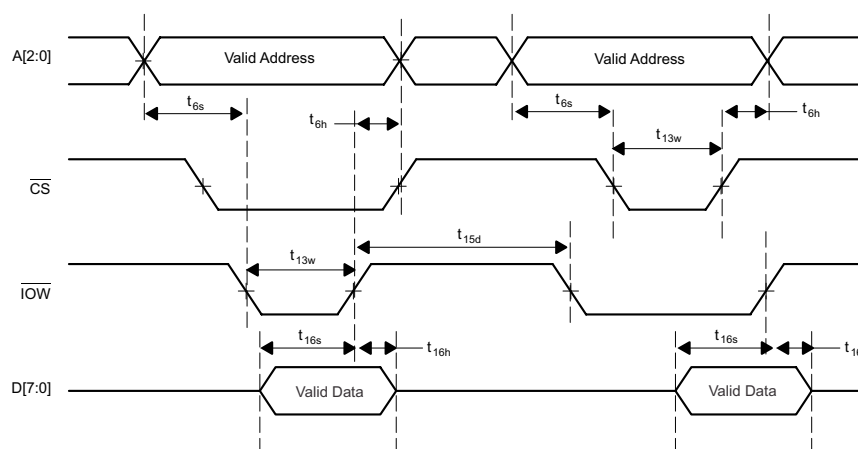 A[2:0] Valid Address Valid Address
t6s t6h t6s t6h
t13w
CS
t13w t15d
IOW
t16s t16h t16s t16
D[7:0] Valid Data Valid Data